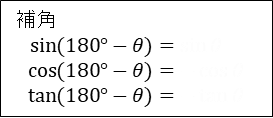 補角
sin(180° − θ) =
cos(180° − θ) =
tan(180° − θ) =